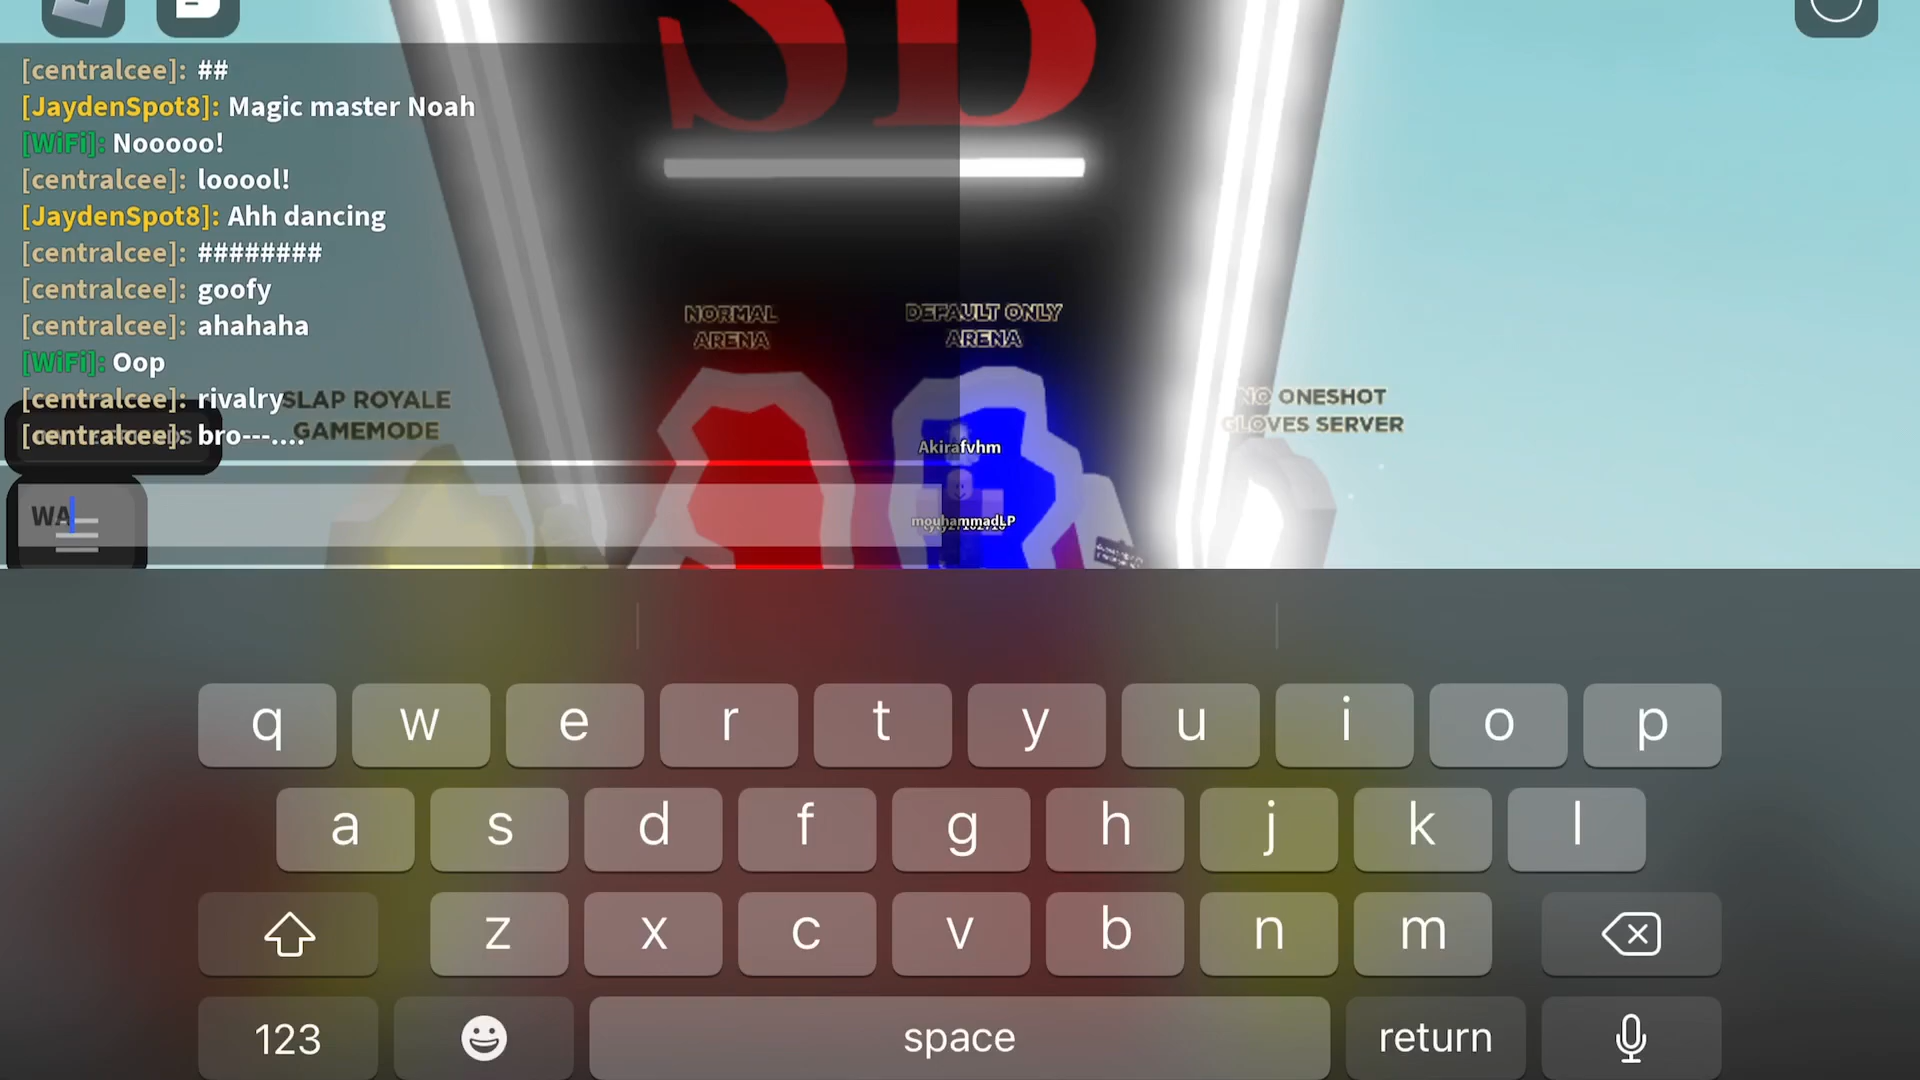 SB
[centralcee]: ##
[JaydenSpot8]: Magic master Noah
[WiFi]: Nooooo!
[centralcee]: looool!
[JaydenSpot8]: Ahh dancing
[centralcee]: ########
[centralcee]: goofy
[centralcee]: ahahaha
[WiFi]: Oop
[centralcee]: rivalry
[centralcee]: bro---....
WA
NORMAL
ARENA
DEFAULT ONLY
ARENA
SLAP ROYALE
GAMEMODE
NO ONESHOT
GLOVES SERVER
Akirafvhm
mouhammadLP
q w e r t y u i o p
a s d f g h j k l
z x c v b n m
123 space return